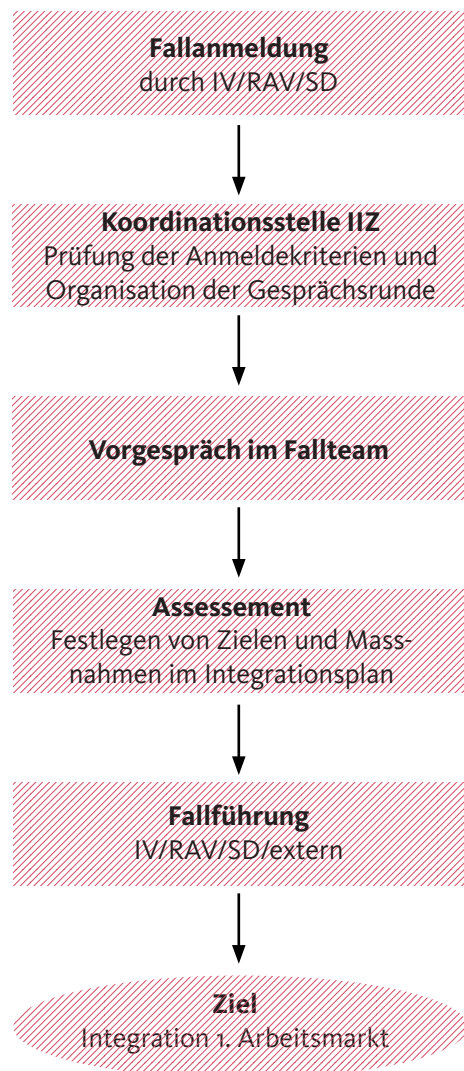 Fallanmeldung
durch IV/RAV/SD
Koordinationsstelle IIZ
Prüfung der Anmeldekriterien und
Organisation der Gesprächsrunde
Vorgespräch im Fallteam
Assessement
Festlegen von Zielen und Mass-
nahmen im Integrationsplan
Fallführung
IV/RAV/SD/extern
Ziel
Integration 1. Arbeitsmarkt